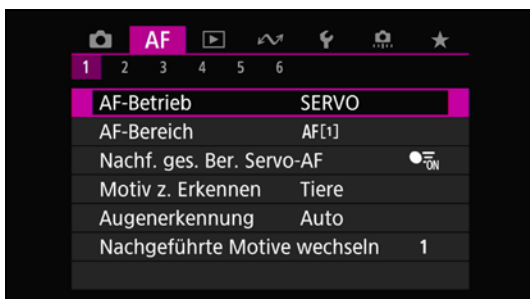 AF
1 2 3 4 5 6
AF-Betrieb SERVO
AF-Bereich AF[1]
Nachf. ges. Ber. Servo-AF ON
Motiv z. Erkennen Tiere
Augenerkennung Auto
Nachgeführte Motive wechseln 1